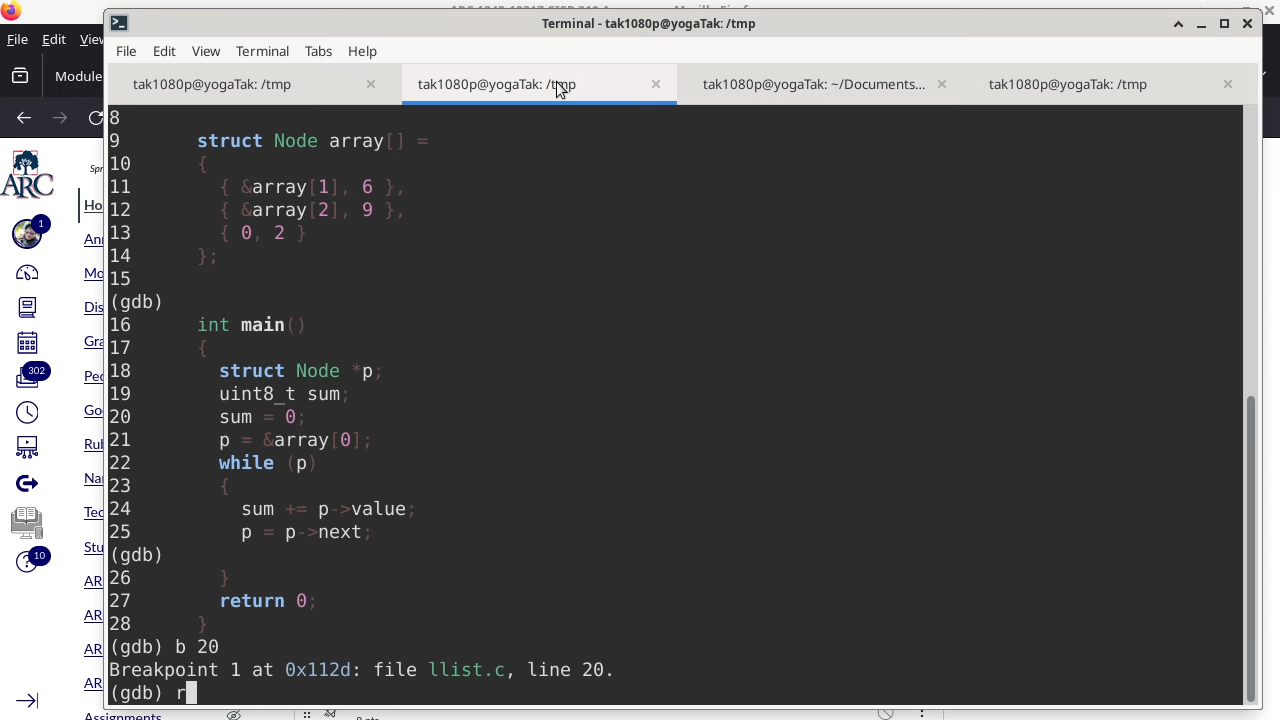 Terminal - tak1080p@yogaTak: /tmp
File Edit View Terminal Tabs Help
tak1080p@yogaTak: /tmp
tak1080p@yogaTak: /tmp
tak1080p@yogaTak: ~/Documents...
tak1080p@yogaTak: /tmp
8
9 struct Node array[] =
10 {
11 { &array[1], 6 },
12 { &array[2], 9 },
13 { 0, 2 }
14 };
15
(gdb)
16 int main()
17 {
18 struct Node *p;
19 uint8_t sum;
20 sum = 0;
21 p = &array[0];
22 while (p)
23 {
24 sum += p->value;
25 p = p->next;
(gdb)
26 }
27 return 0;
28 }
(gdb) b 20
Breakpoint 1 at 0x112d: file llist.c, line 20.
(gdb) r
File Edit
Module
ARC
1
302
10
Assignments